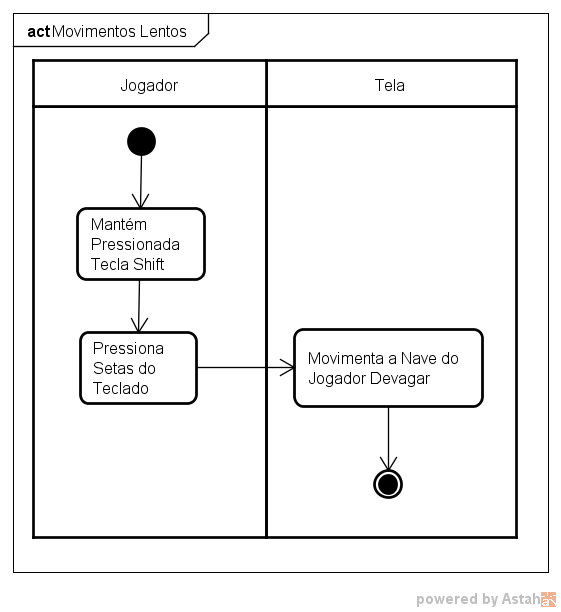 act Movimentos Lentos
Jogador
Tela
Mantém
Pressionada
Tecla Shift
Pressiona
Setas do
Teclado
Movimenta a Nave do
Jogador Devagar
powered by Astah